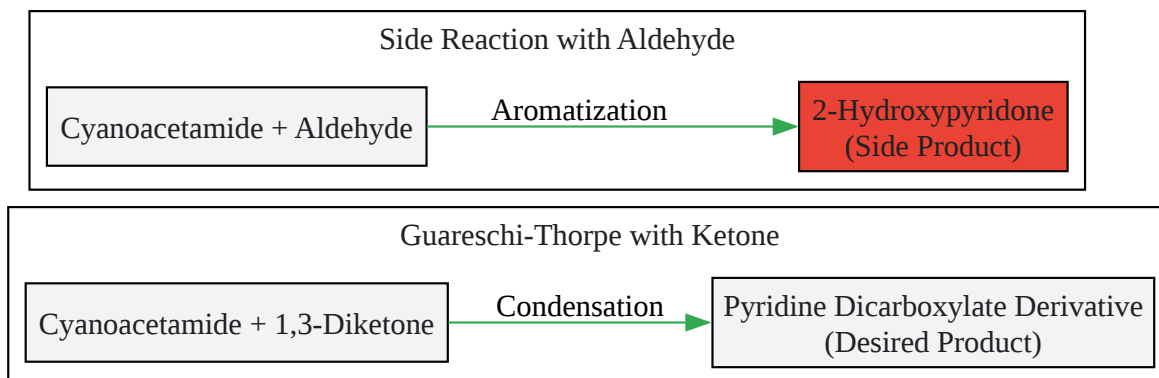 Side Reaction with Aldehyde
Cyanoacetamide + Aldehyde
Aromatization
2-Hydroxypyridone
(Side Product)
Guareschi-Thorpe with Ketone
Cyanoacetamide + 1,3-Diketone
Condensation
Pyridine Dicarboxylate Derivative
(Desired Product)